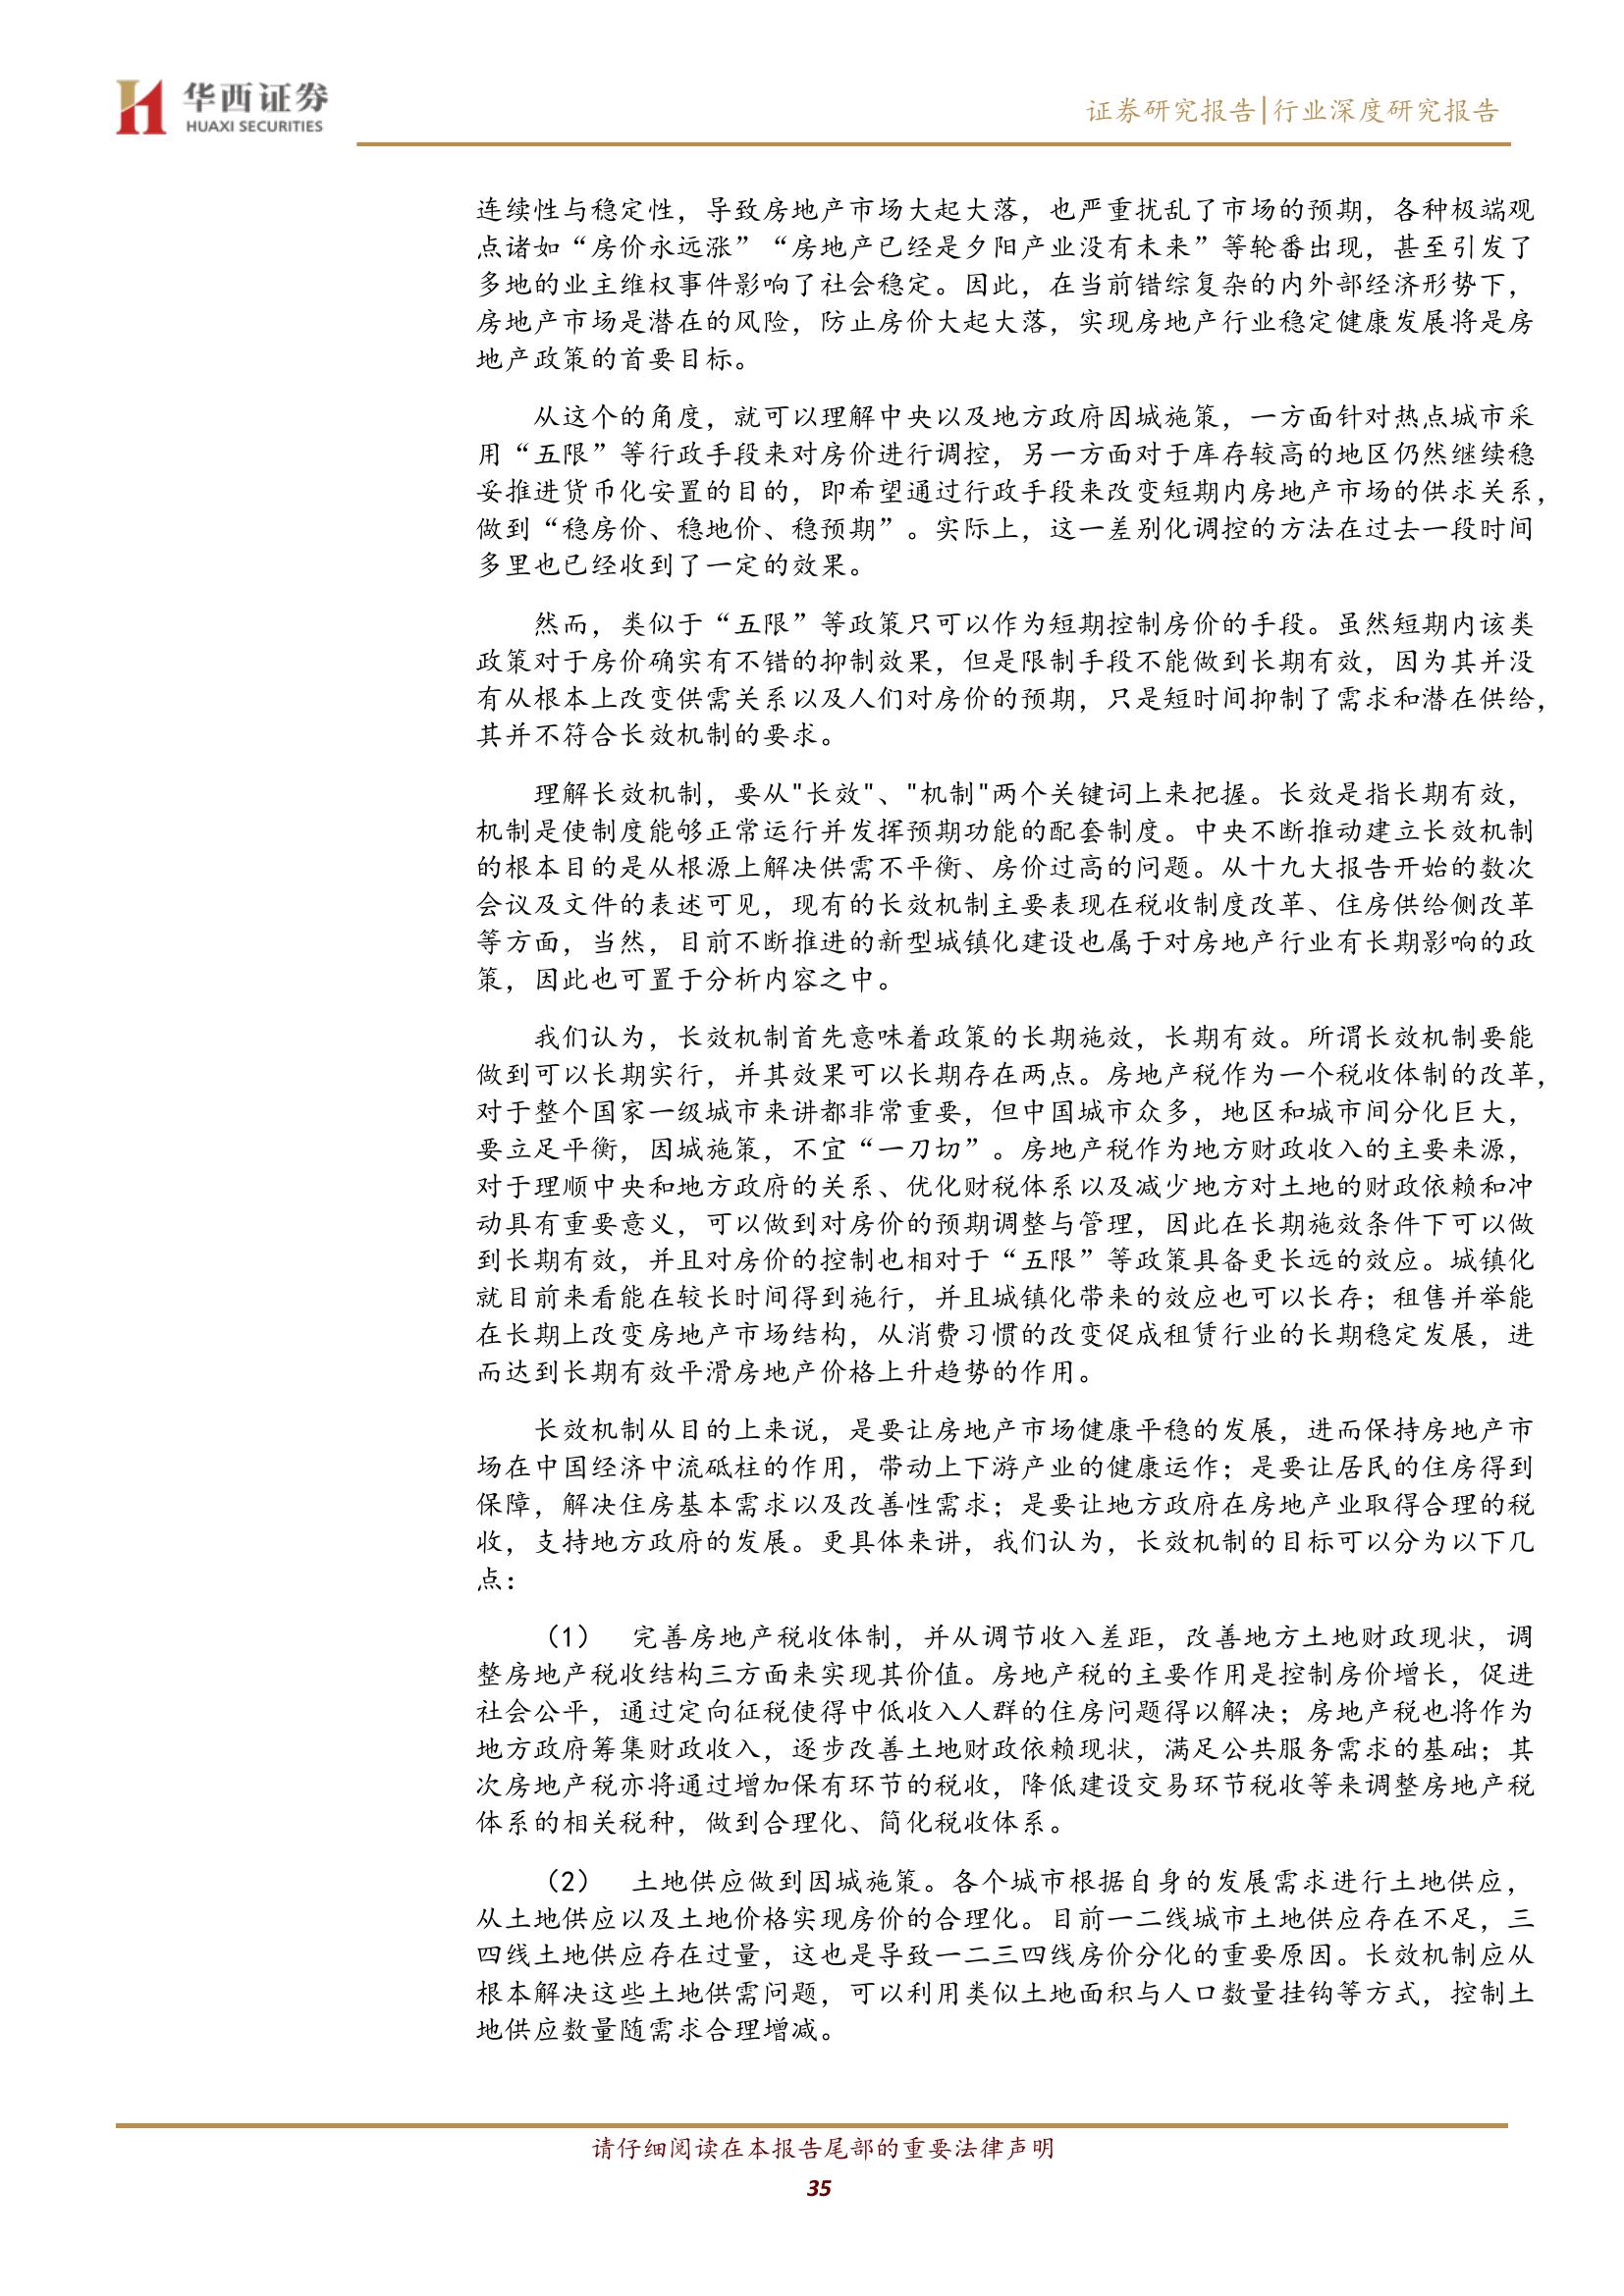 华西证券
HUAXI SECURITIES
证券研究报告|行业深度研究报告
连续性与稳定性，导致房地产市场大起大落，也严重扰乱了市场的预期，各种极端观
点诸如“房价永远涨”“房地产已经是夕阳产业没有未来”等轮番出现，甚至引发了
多地的业主维权事件影响了社会稳定。因此，在当前错综复杂的内外部经济形势下，
房地产市场是潜在的风险，防止房价大起大落，实现房地产行业稳定健康发展将是房
地产政策的首要目标。
从这个的角度，就可以理解中央以及地方政府因城施策，一方面针对热点城市采
用“五限”等行政手段来对房价进行调控，另一方面对于库存较高的地区仍然继续稳
妥推进货币化安置的目的，即希望通过行政手段来改变短期内房地产市场的供求关系，
做到“稳房价、稳地价、稳预期”。实际上，这一差别化调控的方法在过去一段时间
多里也已经收到了一定的效果。
然而，类似于“五限”等政策只可以作为短期控制房价的手段。虽然短期内该类
政策对于房价确实有不错的抑制效果，但是限制手段不能做到长期有效，因为其并没
有从根本上改变供需关系以及人们对房价的预期，只是短时间抑制了需求和潜在供给，
其并不符合长效机制的要求。
理解长效机制，要从"长效"、"机制"两个关键词上来把握。长效是指长期有效，
机制是使制度能够正常运行并发挥预期功能的配套制度。中央不断推动建立长效机制
的根本目的是从根源上解决供需不平衡、房价过高的问题。从十九大报告开始的数次
会议及文件的表述可见，现有的长效机制主要表现在税收制度改革、住房供给侧改革
等方面，当然，目前不断推进的新型城镇化建设也属于对房地产行业有长期影响的政
策，因此也可置于分析内容之中。
我们认为，长效机制首先意味着政策的长期施效，长期有效。所谓长效机制要能
做到可以长期实行，并其效果可以长期存在两点。房地产税作为一个税收体制的改革，
对于整个国家一级城市来讲都非常重要，但中国城市众多，地区和城市间分化巨大，
要立足平衡，因城施策，不宜“一刀切”。房地产税作为地方财政收入的主要来源，
对于理顺中央和地方政府的关系、优化财税体系以及减少地方对土地的财政依赖和冲
动具有重要意义，可以做到对房价的预期调整与管理，因此在长期施效条件下可以做
到长期有效，并且对房价的控制也相对于“五限”等政策具备更长远的效应。城镇化
就目前来看能在较长时间得到施行，并且城镇化带来的效应也可以长存；租售并举能
在长期上改变房地产市场结构，从消费习惯的改变促成租赁行业的长期稳定发展，进
而达到长期有效平滑房地产价格上升趋势的作用。
长效机制从目的上来说，是要让房地产市场健康平稳的发展，进而保持房地产市
场在中国经济中流砥柱的作用，带动上下游产业的健康运作；是要让居民的住房得到
保障，解决住房基本需求以及改善性需求；是要让地方政府在房地产业取得合理的税
收，支持地方政府的发展。更具体来讲，我们认为，长效机制的目标可以分为以下几
点：
（1） 完善房地产税收体制，并从调节收入差距，改善地方土地财政现状，调
整房地产税收结构三方面来实现其价值。房地产税的主要作用是控制房价增长，促进
社会公平，通过定向征税使得中低收入人群的住房问题得以解决；房地产税也将作为
地方政府筹集财政收入，逐步改善土地财政依赖现状，满足公共服务需求的基础；其
次房地产税亦将通过增加保有环节的税收，降低建设交易环节税收等来调整房地产税
体系的相关税种，做到合理化、简化税收体系。
（2） 土地供应做到因城施策。各个城市根据自身的发展需求进行土地供应，
从土地供应以及土地价格实现房价的合理化。目前一二线城市土地供应存在不足，三
四线土地供应存在过量，这也是导致一二三四线房价分化的重要原因。长效机制应从
根本解决这些土地供需问题，可以利用类似土地面积与人口数量挂钩等方式，控制土
地供应数量随需求合理增减。
请仔细阅读在本报告尾部的重要法律声明
35